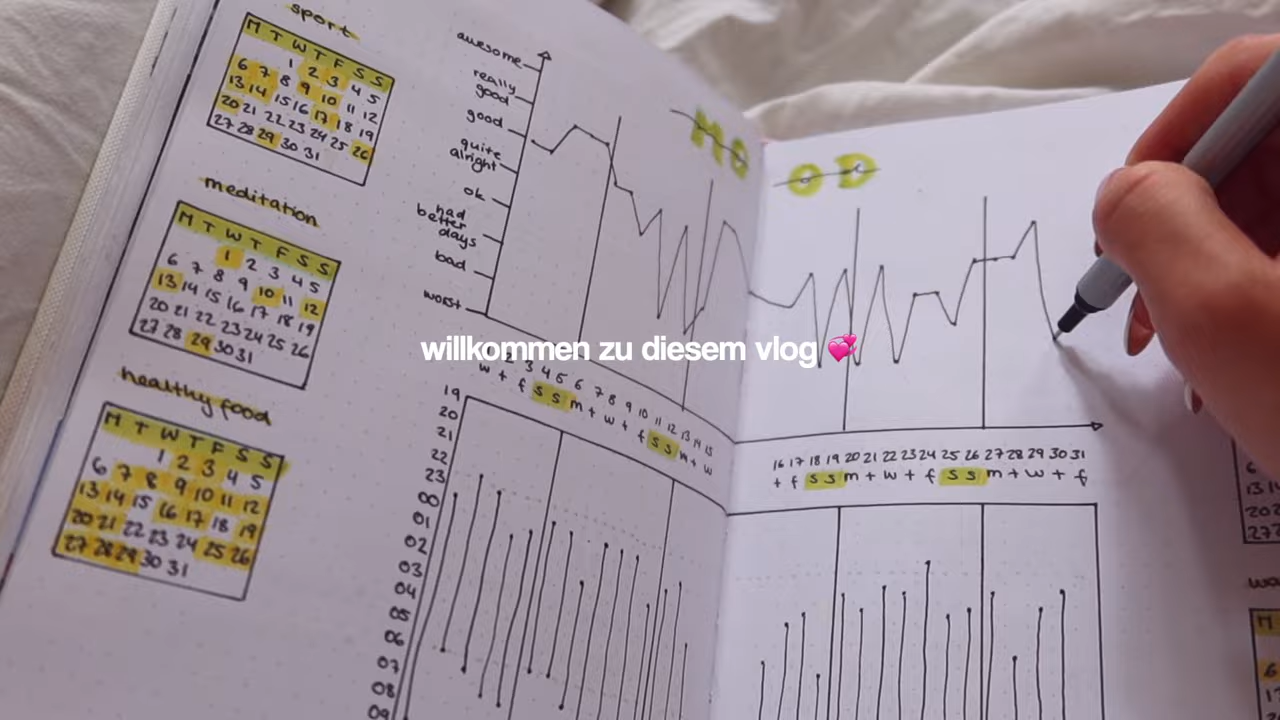 sport
M T W T F S S
1 2 3 4 5
6 7 8 9 10 11 12
13 14 15 16 17 18 19
20 21 22 23 24 25 26
27 28 29 30 31
meditation
M T W T F S S
1 2 3 4 5
6 7 8 9 10 11 12
13 14 15 16 17 18 19
20 21 22 23 24 25 26
27 28 29 30 31
healthy food
M T W T F S S
1 2 3 4 5
6 7 8 9 10 11 12
13 14 15 16 17 18 19
20 21 22 23 24 25 26
27 28 29 30 31
awesome
really
good
good
quite
alright
ok
had
better
days
bad
worst
MOOD
willkommen zu diesem vlog 💞
2 3 4 5 6 7 8 9 10 11 12 13 14 15
w t f s s m t w t f s s m t w
16 17 18 19 20 21 22 23 24 25 26 27 28 29 30 31
t f s s m t w t f s s m t w t f
19
20
21
22
23
00
01
02
03
04
05
06
07
08
09